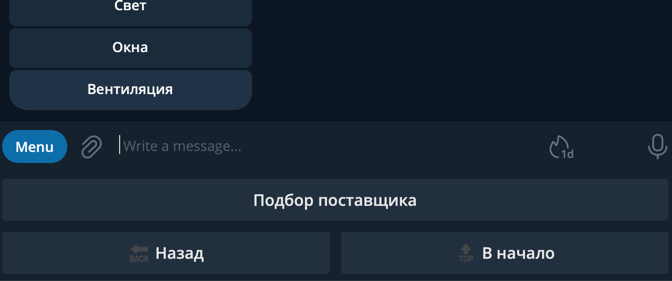 Свет
Окна
Вентиляция
Menu
Write a message...
1d
Подбор поставщика
BACK Назад
TOP В начало